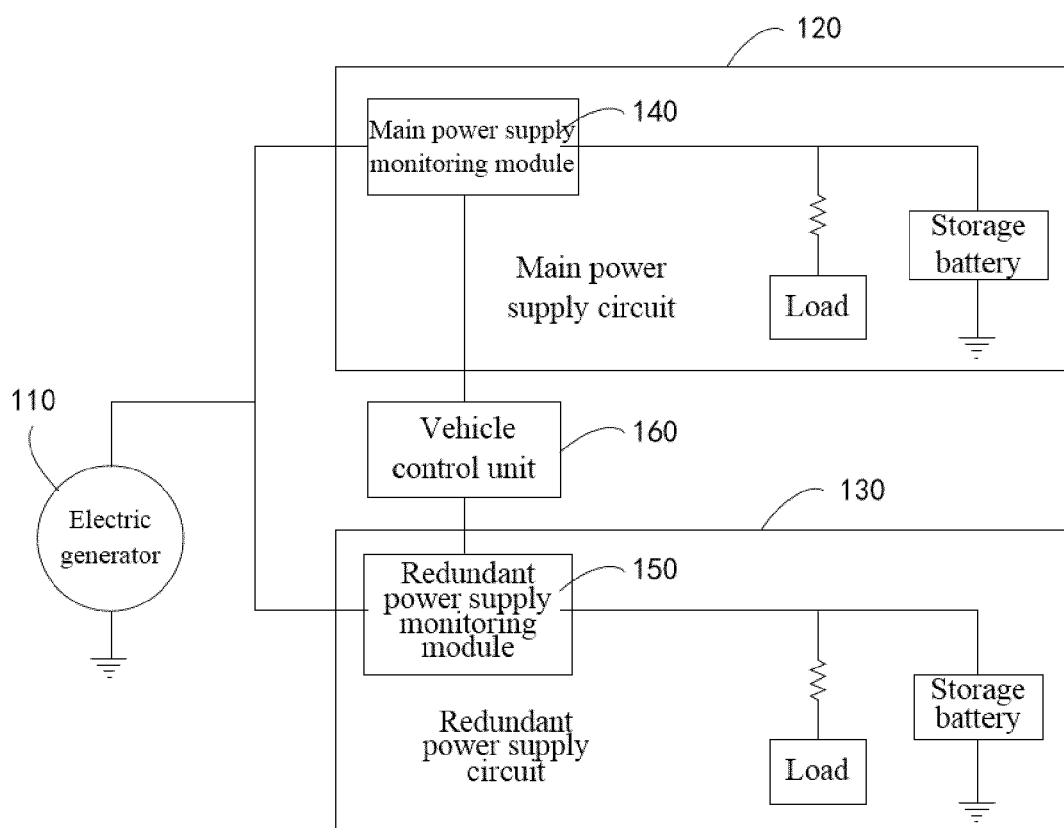 120
Main power supply
monitoring module
140
Main power
supply circuit
Load
Storage
battery
110
Electric
generator
Vehicle
control unit
160
130
Redundant
power supply
monitoring
module
150
Redundant
power supply
circuit
Load
Storage
battery